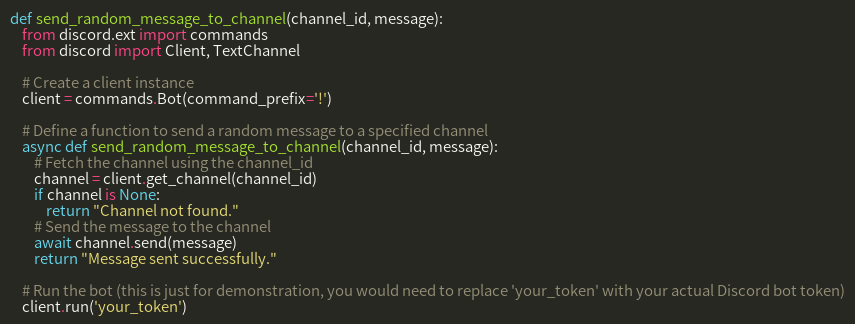 def send_random_message_to_channel(channel_id, message):
    from discord.ext import commands
    from discord import Client, TextChannel

    # Create a client instance
    client = commands.Bot(command_prefix='!')

    # Define a function to send a random message to a specified channel
    async def send_random_message_to_channel(channel_id, message):
        # Fetch the channel using the channel_id
        channel = client.get_channel(channel_id)
        if channel is None:
            return "Channel not found."
        # Send the message to the channel
        await channel.send(message)
        return "Message sent successfully."

    # Run the bot (this is just for demonstration, you would need to replace 'your_token' with your actual Discord bot token)
    client.run('your_token')